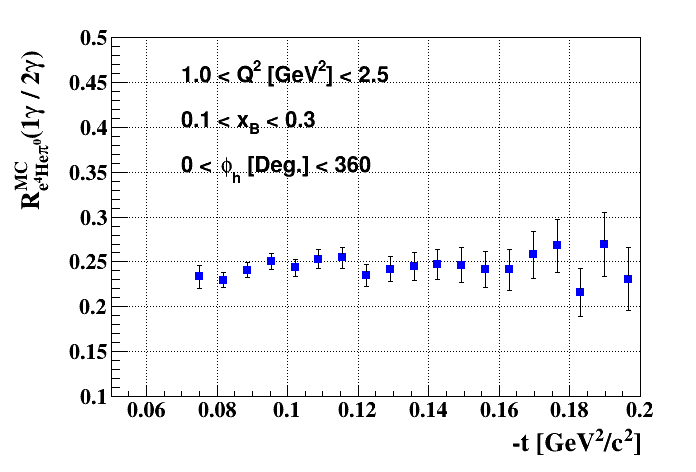 R^MC_e⁴Heπ⁰(1γ / 2γ)
0.5
0.45
0.4
0.35
0.3
0.25
0.2
0.15
0.1
1.0 < Q² [GeV²] < 2.5
0.1 < x_B < 0.3
0 < ϕ_h [Deg.] < 360
0.06 0.08 0.1 0.12 0.14 0.16 0.18 0.2
-t [GeV²/c²]